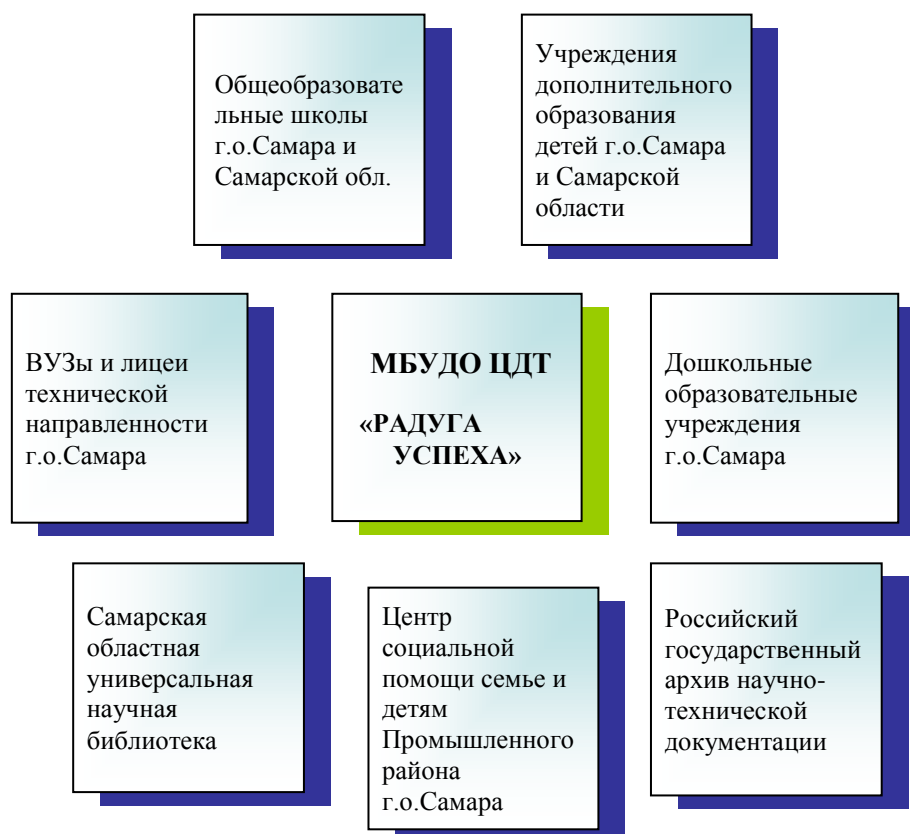 Общеобразовате
льные школы
г.о.Самара и
Самарской обл.
Учреждения
дополнительного
образования
детей г.о.Самара
и Самарской
области
ВУЗы и лицеи
технической
направленности
г.о.Самара
МБУДО ЦДТ
«РАДУГА
УСПЕХА»
Дошкольные
образовательные
учреждения
г.о.Самара
Самарская
областная
универсальная
научная
библиотека
Центр
социальной
помощи семье и
детям
Промышленного
района
г.о.Самара
Российский
государственный
архив научно-
технической
документации